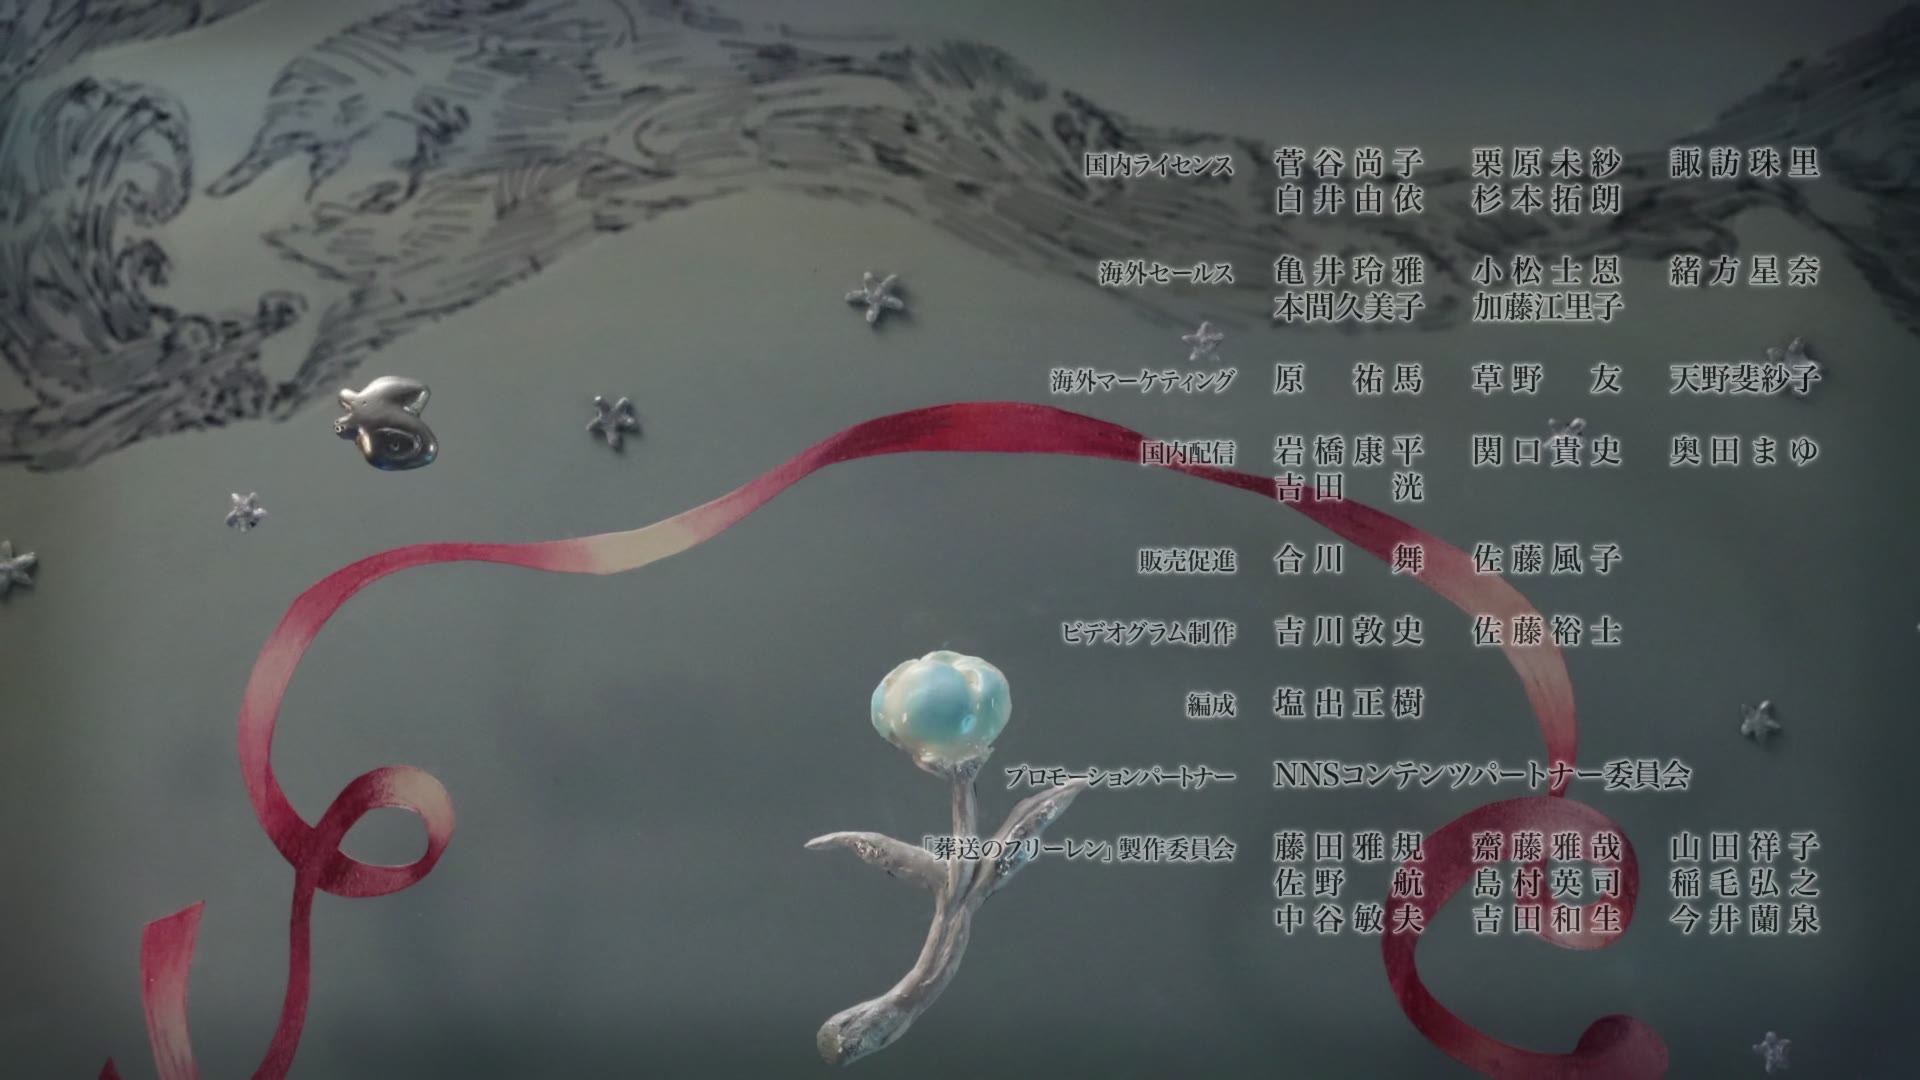 国内ライセンス 菅谷尚子 栗原未紗 諏訪珠里
白井由依 杉本拓朗
海外セールス 亀井玲雅 小松士恩 緒方星奈
本間久美子 加藤江里子
海外マーケティング 原祐馬 草野友 天野斐紗子
国内配信 岩橋康平 関口貴史 奥田まゆ
吉田洸
販売促進 合川舞 佐藤風子
ビデオグラム制作 吉川敦史 佐藤裕士
編成 塩出正樹
プロモーションパートナー NNSコンテンツパートナー委員会
「葬送のフリーレン」製作委員会 藤田雅規 齋藤雅哉 山田祥子
佐野航 島村英司 稲毛弘之
中谷敏夫 吉田和生 今井蘭泉